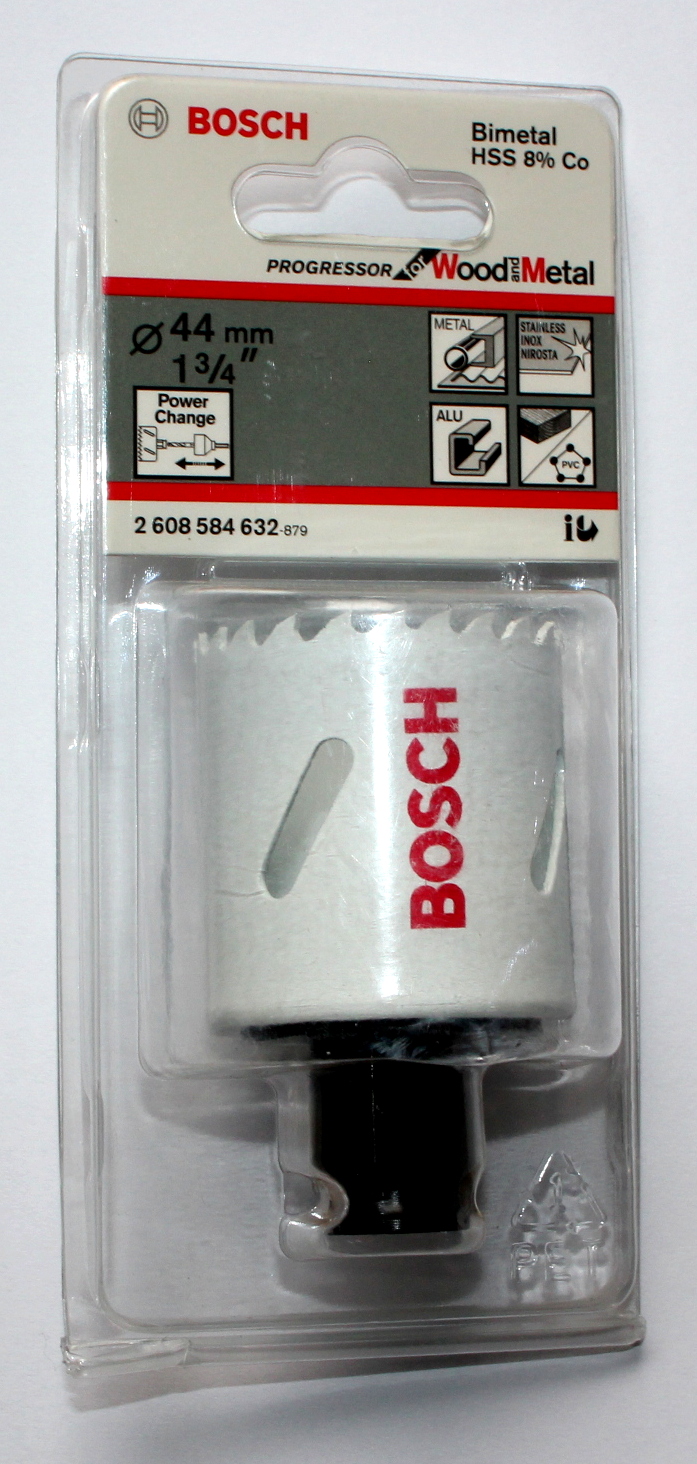 BOSCH
Bimetal
HSS 8% Co
PROGRESSOR for Wood and Metal
Ø 44 mm
1 3/4"
Power
Change
METAL
STAINLESS
INOX
NIROSTA
ALU
PVC
2 608 584 632-879
BOSCH
1
PET